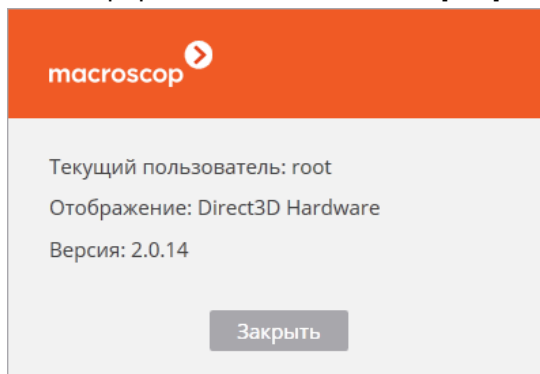 macroscop
Текущий пользователь: root
Отображение: Direct3D Hardware
Версия: 2.0.14
Закрыть